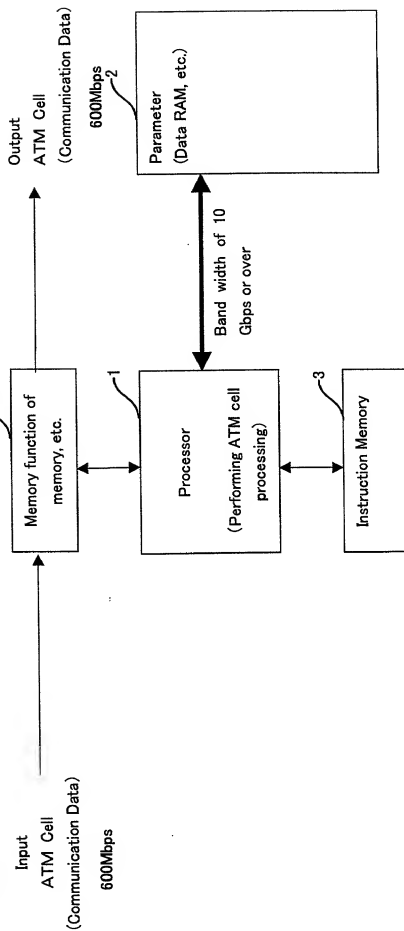 Input
ATM Cell
(Communication Data)
600Mbps
Memory function of
memory, etc.
Output
ATM Cell
(Communication Data)
600Mbps
1
Processor
(Performing ATM cell
processing)
Band width of 10
Gbps or over
2
Parameter
(Data RAM, etc.)
3
Instruction Memory